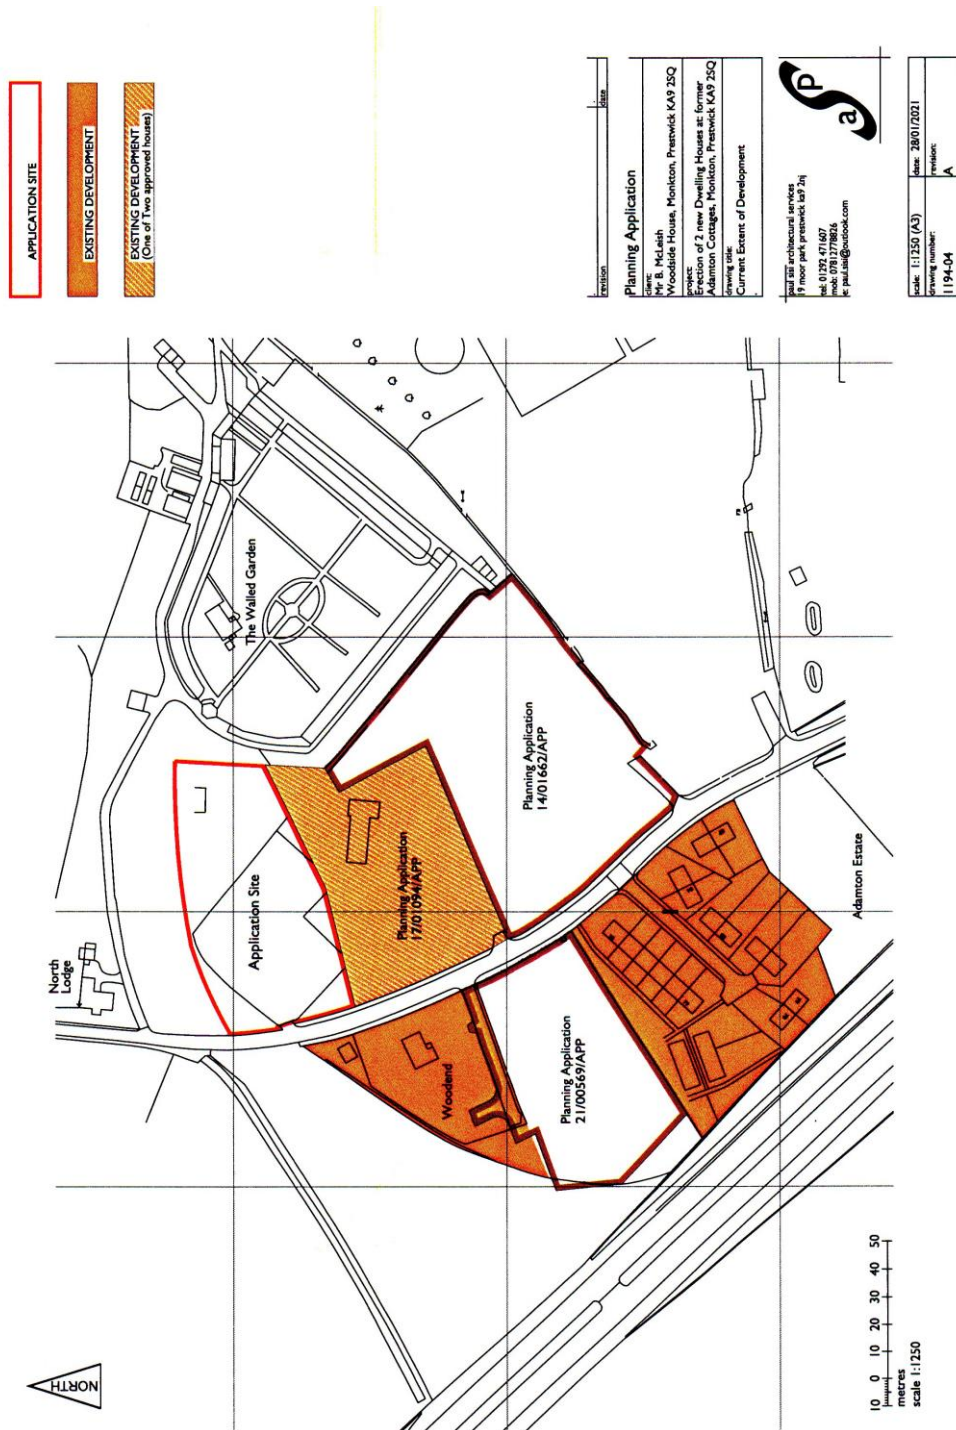 APPLICATION SITE
EXISTING DEVELOPMENT
EXISTING DEVELOPMENT
(One of Two approved houses)
revision
date
Planning Application
client:
Mr B. McLeish
Woodside House, Monkton, Prestwick KA9 2SQ
project:
Erection of 2 new Dwelling Houses at: former
Adamton Cottages, Monkton, Prestwick KA9 2SQ
drawing title:
Current Extent of Development
asp
paul sisi architectural services
19 moor park prestwick ka9 2nj
tel: 01292 471607
mob: 07812778826
e: paul.sisi@outlook.com
scale: 1:1250 (A3)
date: 28/01/2021
drawing number:
1194-04
revision:
A
The Walled Garden
North
Lodge
Application Site
Planning Application
17/01094/APP
Planning Application
14/01662/APP
Woodend
Planning Application
21/00569/APP
Adamton Estate
NORTH
10 0 10 20 30 40 50
metres
scale 1:1250